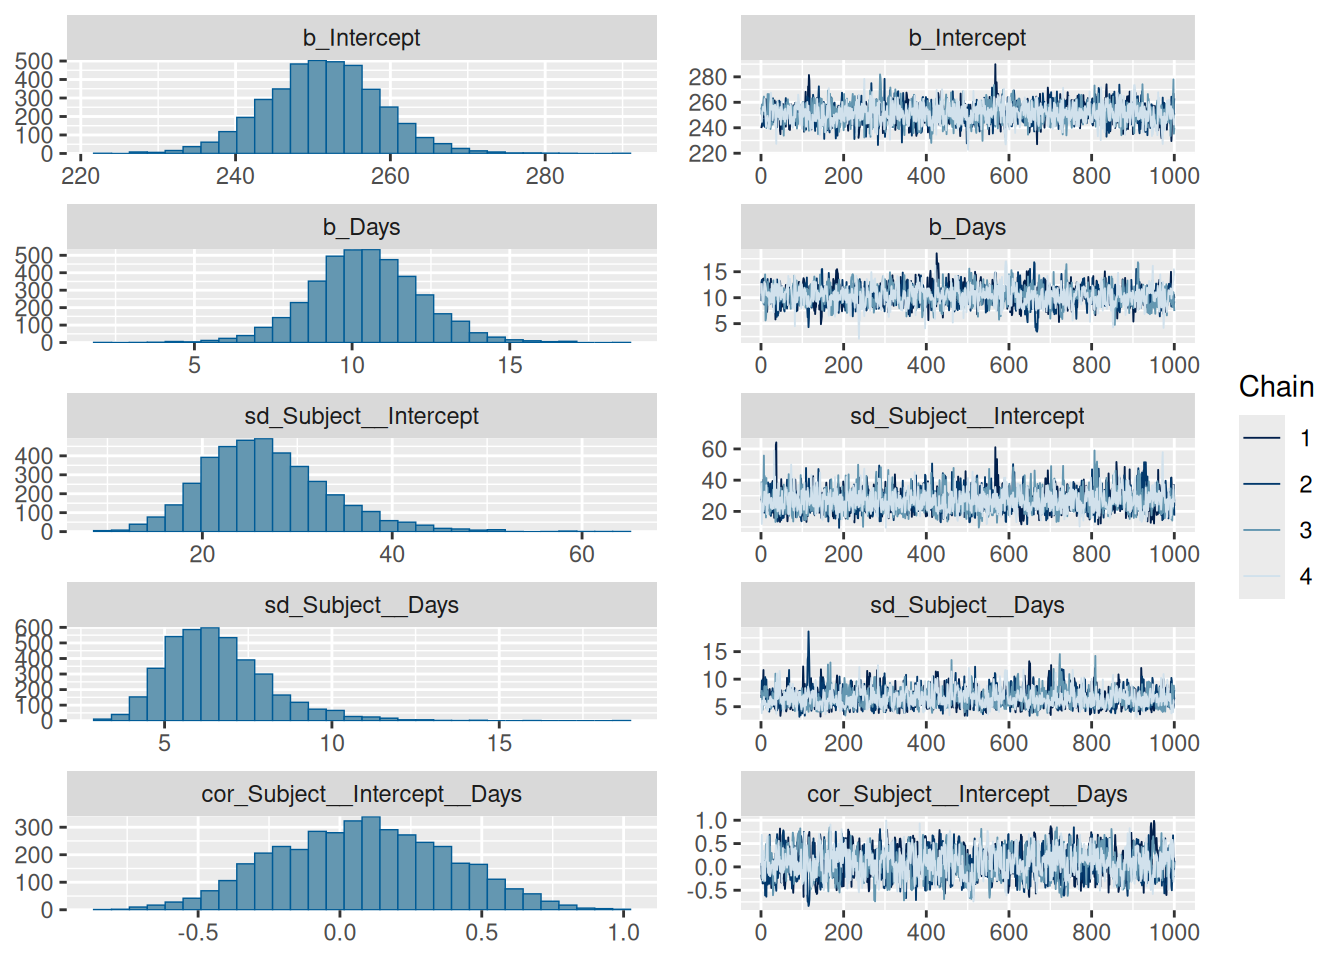 b_Intercept
500
400
300
200
100
0
220 240 260 280
b_Intercept
280
260
240
220
0 200 400 600 800 1000
b_Days
500
400
300
200
100
0
5 10 15
b_Days
15
10
5
0 200 400 600 800 1000
sd_Subject__Intercept
400
300
200
100
0
20 40 60
sd_Subject__Intercept
60
40
20
0 200 400 600 800 1000
sd_Subject__Days
600
500
400
300
200
100
0
5 10 15
sd_Subject__Days
15
10
5
0 200 400 600 800 1000
cor_Subject__Intercept__Days
300
200
100
0
-0.5 0.0 0.5 1.0
cor_Subject__Intercept__Days
1.0
0.5
0.0
-0.5
0 200 400 600 800 1000
Chain
1
2
3
4